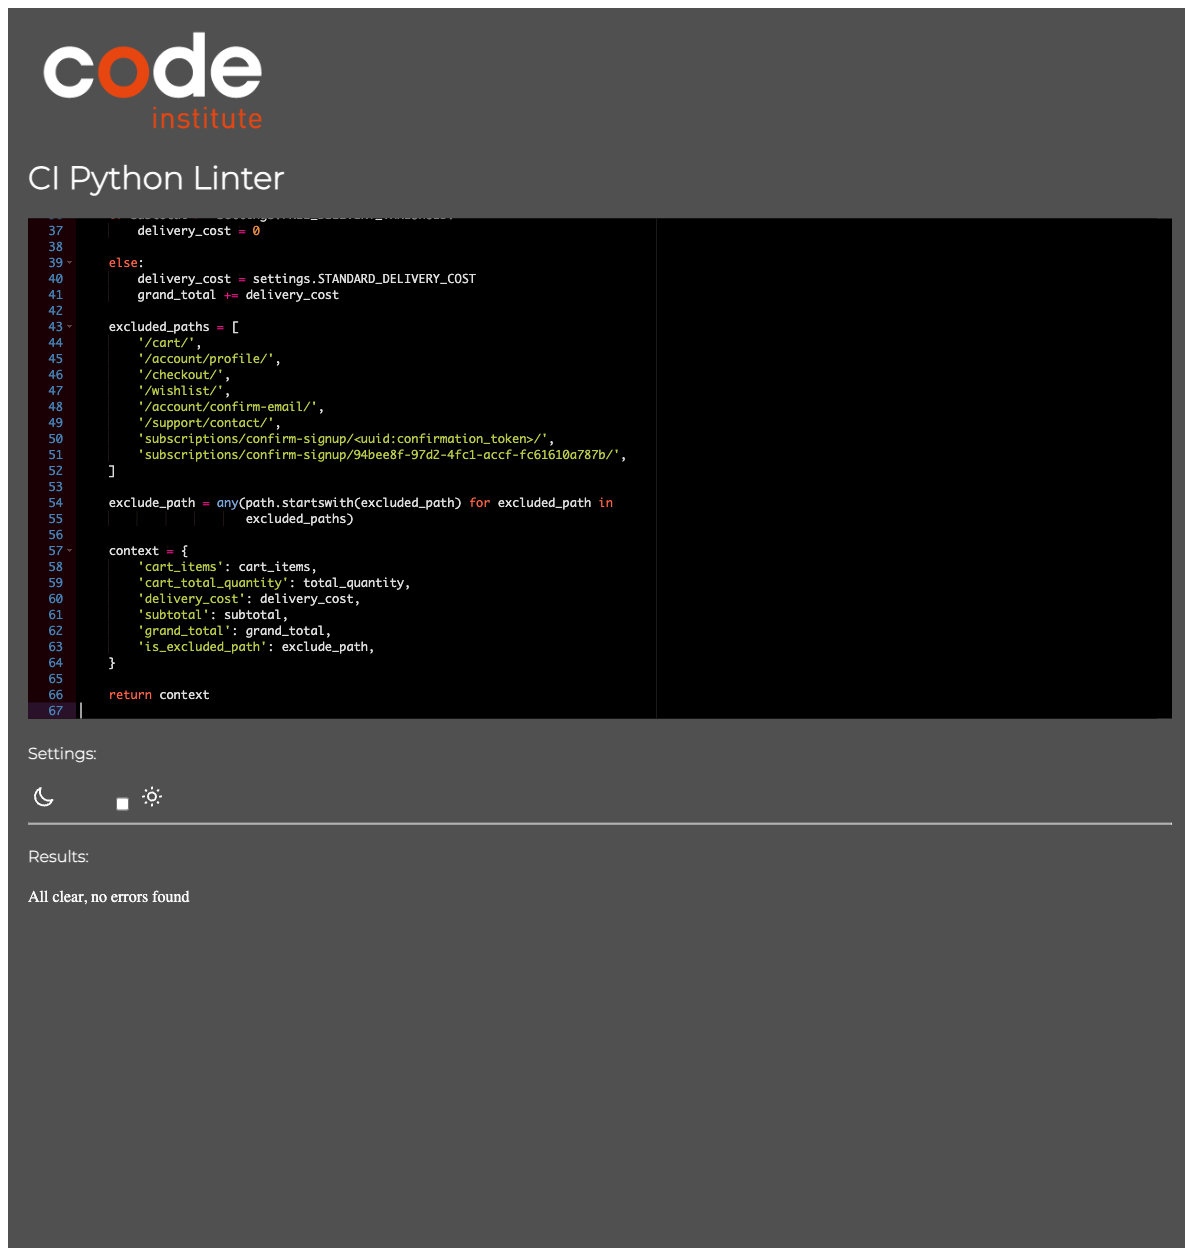 code
institute
CI Python Linter
37 delivery_cost = 0
38
39 else:
40 delivery_cost = settings.STANDARD_DELIVERY_COST
41 grand_total += delivery_cost
42
43 excluded_paths = [
44 '/cart/',
45 '/account/profile/',
46 '/checkout/',
47 '/wishlist/',
48 '/account/confirm-email/',
49 '/support/contact/',
50 'subscriptions/confirm-signup/<uuid:confirmation_token>/',
51 'subscriptions/confirm-signup/94bee8f-97d2-4fc1-accf-fc61610a787b/',
52 ]
53
54 exclude_path = any(path.startswith(excluded_path) for excluded_path in
55 excluded_paths)
56
57 context = {
58 'cart_items': cart_items,
59 'cart_total_quantity': total_quantity,
60 'delivery_cost': delivery_cost,
61 'subtotal': subtotal,
62 'grand_total': grand_total,
63 'is_excluded_path': exclude_path,
64 }
65
66 return context
67
Settings:
Results:
All clear, no errors found